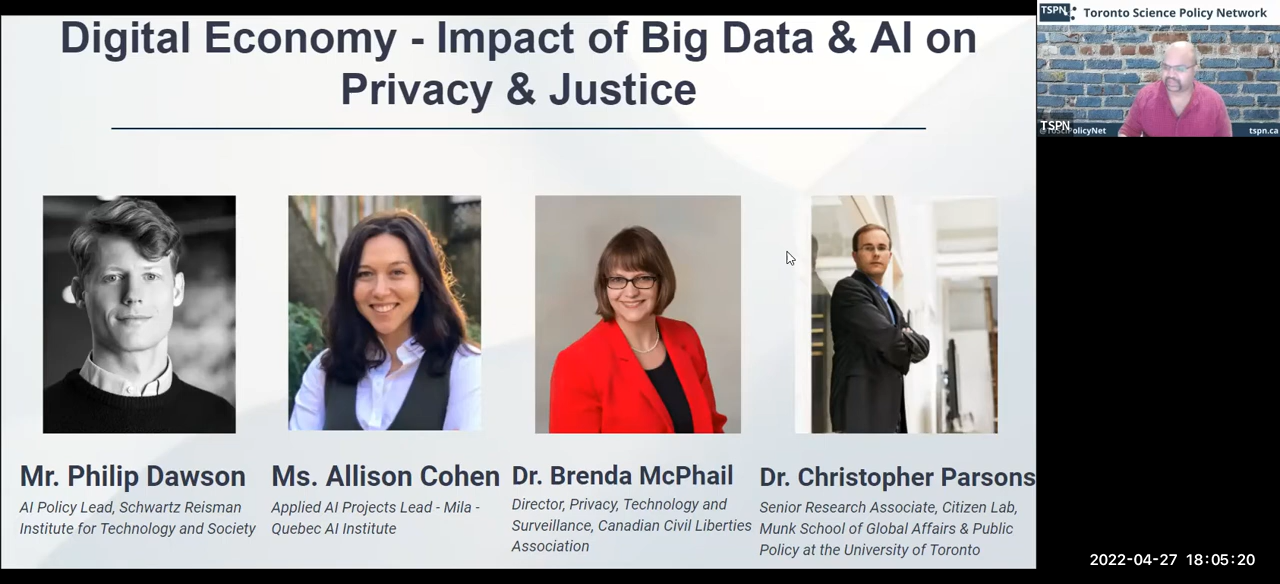 Digital Economy - Impact of Big Data & AI on
Privacy & Justice
Mr. Philip Dawson
AI Policy Lead, Schwartz Reisman
Institute for Technology and Society
Ms. Allison Cohen
Applied AI Projects Lead - Mila -
Quebec AI Institute
Dr. Brenda McPhail
Director, Privacy, Technology and
Surveillance, Canadian Civil Liberties
Association
Dr. Christopher Parsons
Senior Research Associate, Citizen Lab,
Munk School of Global Affairs & Public
Policy at the University of Toronto
TSPN Toronto Science Policy Network
TSPN
PolicyNet tspn.ca
2022-04-27 18:05:20